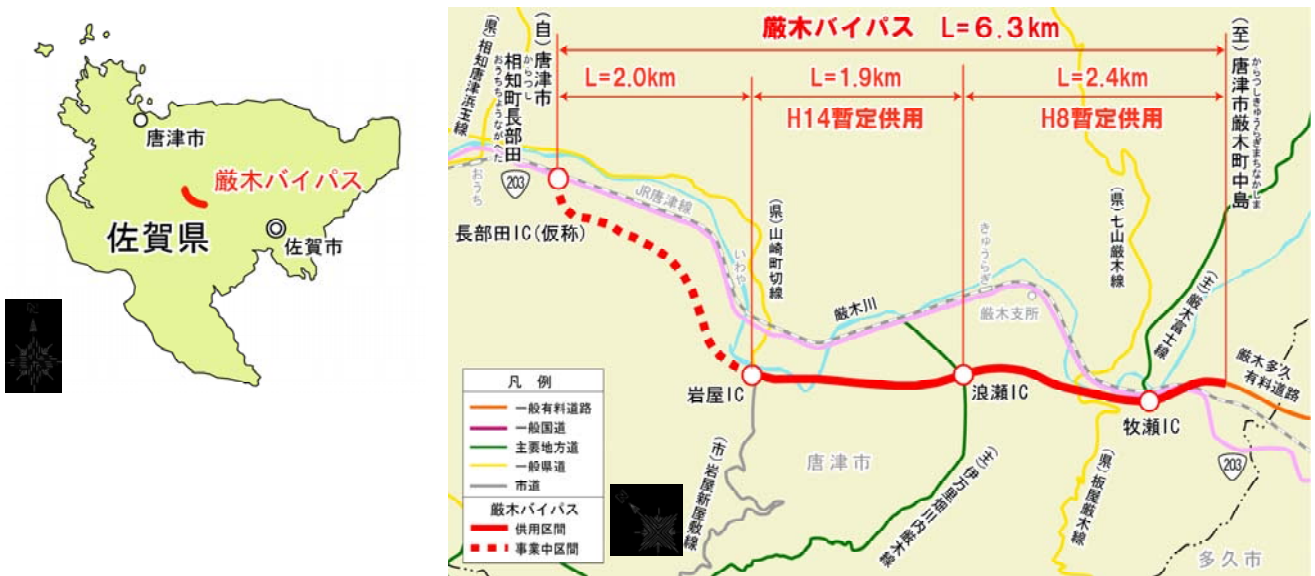 唐津市
厳木バイパス
佐賀県
佐賀市
厳木バイパス L=6.3km
L=2.0km
L=1.9km
L=2.4km
H14暫定供用
H8暫定供用
(県)相知唐津浜玉線
(自)唐津市
からつし
相知町長部田
おうちちょうながへた
(至)唐津市厳木町中島
からつしきゅうらぎまちなかしま
おうち
203
JR唐津線
長部田IC(仮称)
いわや
(県)山崎町切線
厳木川
きゅうらぎ
厳木支所
(県)七山厳木線
(主)厳木富士線
厳木多久
有料道路
岩屋IC
浪瀬IC
牧瀬IC
203
(市)岩屋新屋敷線
唐津市
(主)伊万里畑川内厳木線
(県)板屋厳木線
多久市
凡例
一般有料道路
一般国道
主要地方道
一般県道
市道
厳木バイパス
供用区間
事業中区間